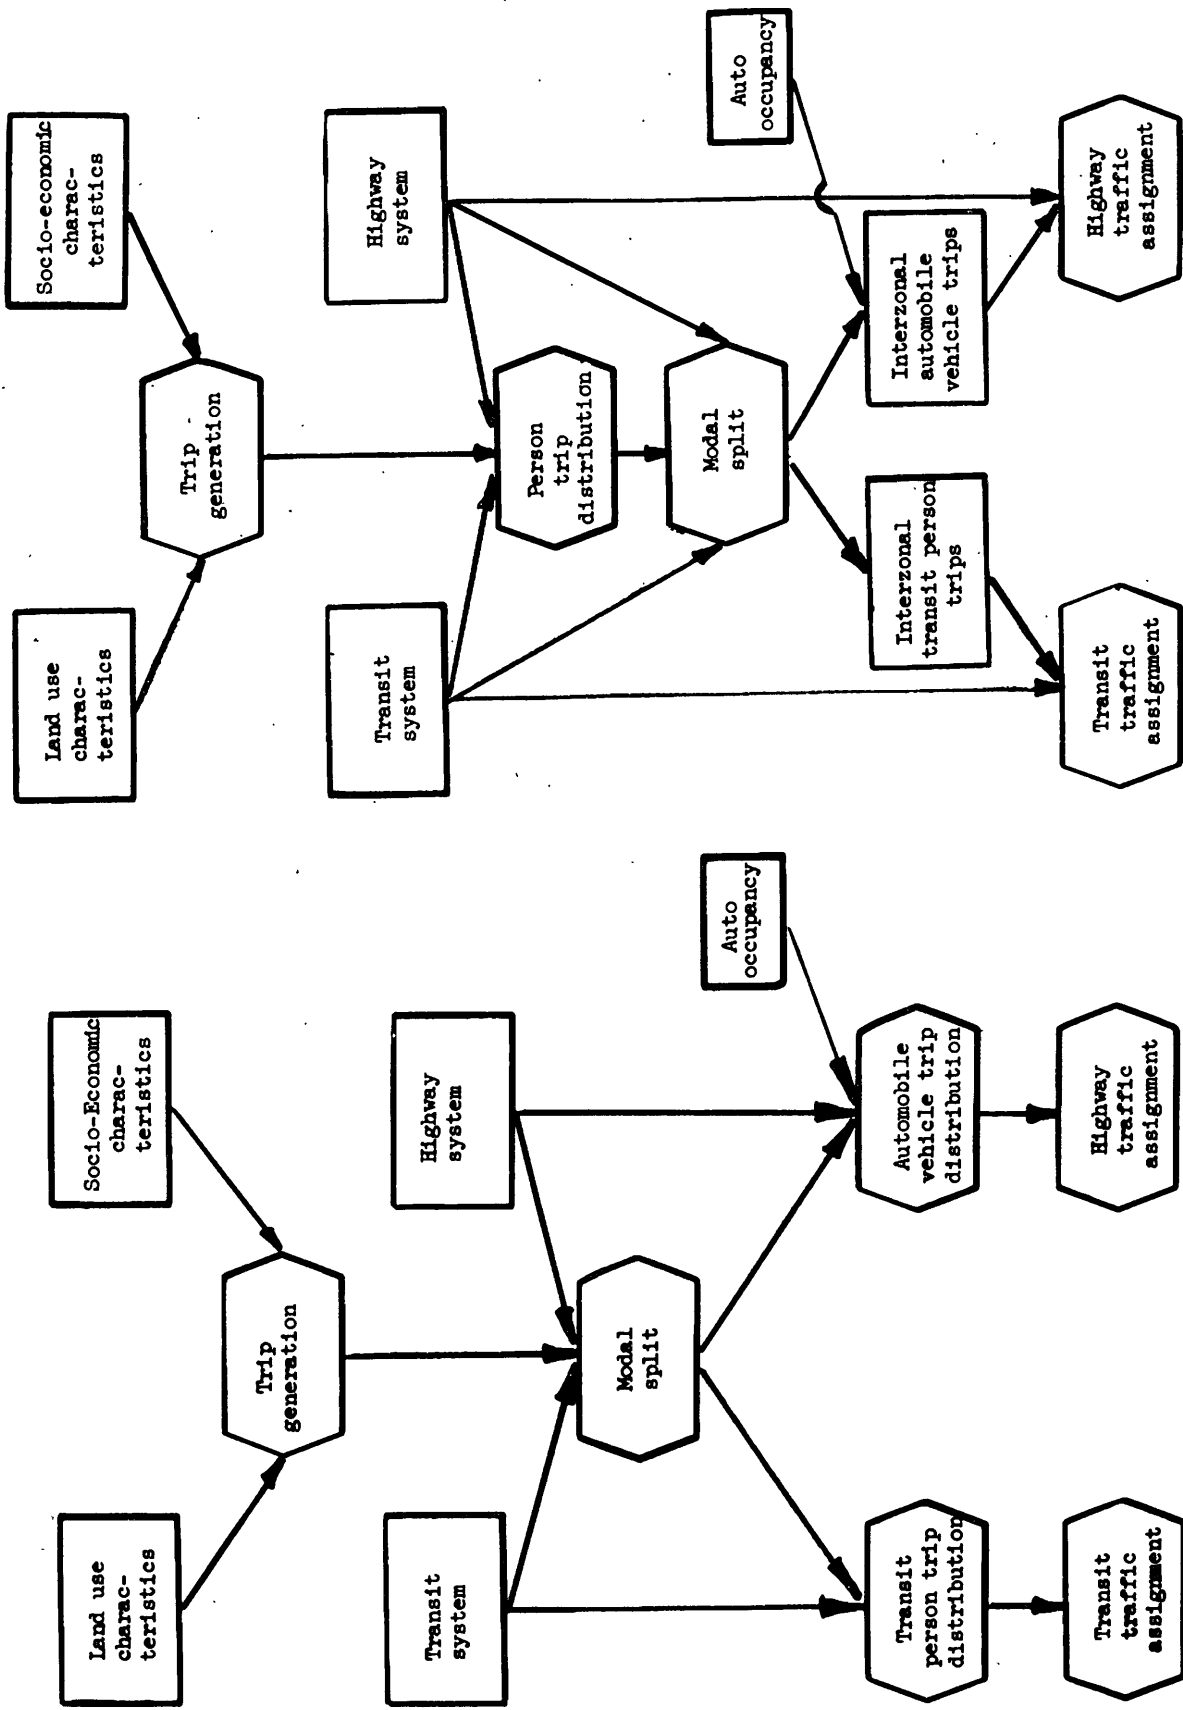 Land use
charac-
teristics
Socio-Economic
charac-
teristics
Trip
generation
Transit
system
Highway
system
Modal
split
Auto
occupancy
Transit
person trip
distribution
Automobile
vehicle trip
distribution
Transit
traffic
assignment
Highway
traffic
assignment
Land use
charac-
teristics
Socio-economic
charac-
teristics
Trip
generation
Transit
system
Highway
system
Person
trip
distribution
Modal
split
Auto
occupancy
Interzonal
transit person
trips
Interzonal
automobile
vehicle trips
Transit
traffic
assignment
Highway
traffic
assignment